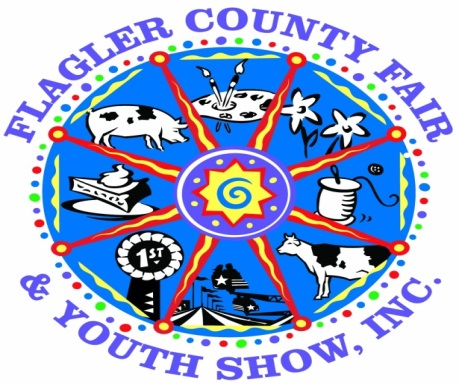 FLAGLER COUNTY FAIR
& YOUTH SHOW, INC.
1ST